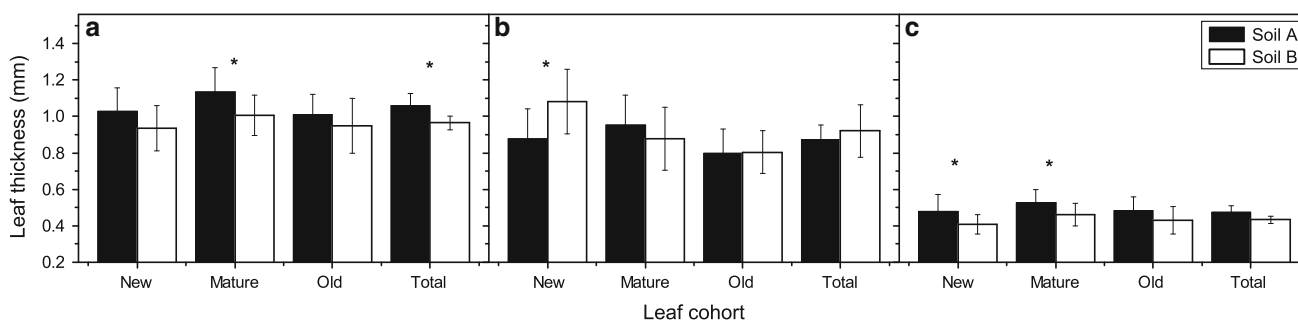 a
b
c
Soil A
Soil B
Leaf thickness (mm)
1.4
1.2
1.0
0.8
0.6
0.4
0.2
*
*
*
*
*
New Mature Old Total
New Mature Old Total
New Mature Old Total
Leaf cohort